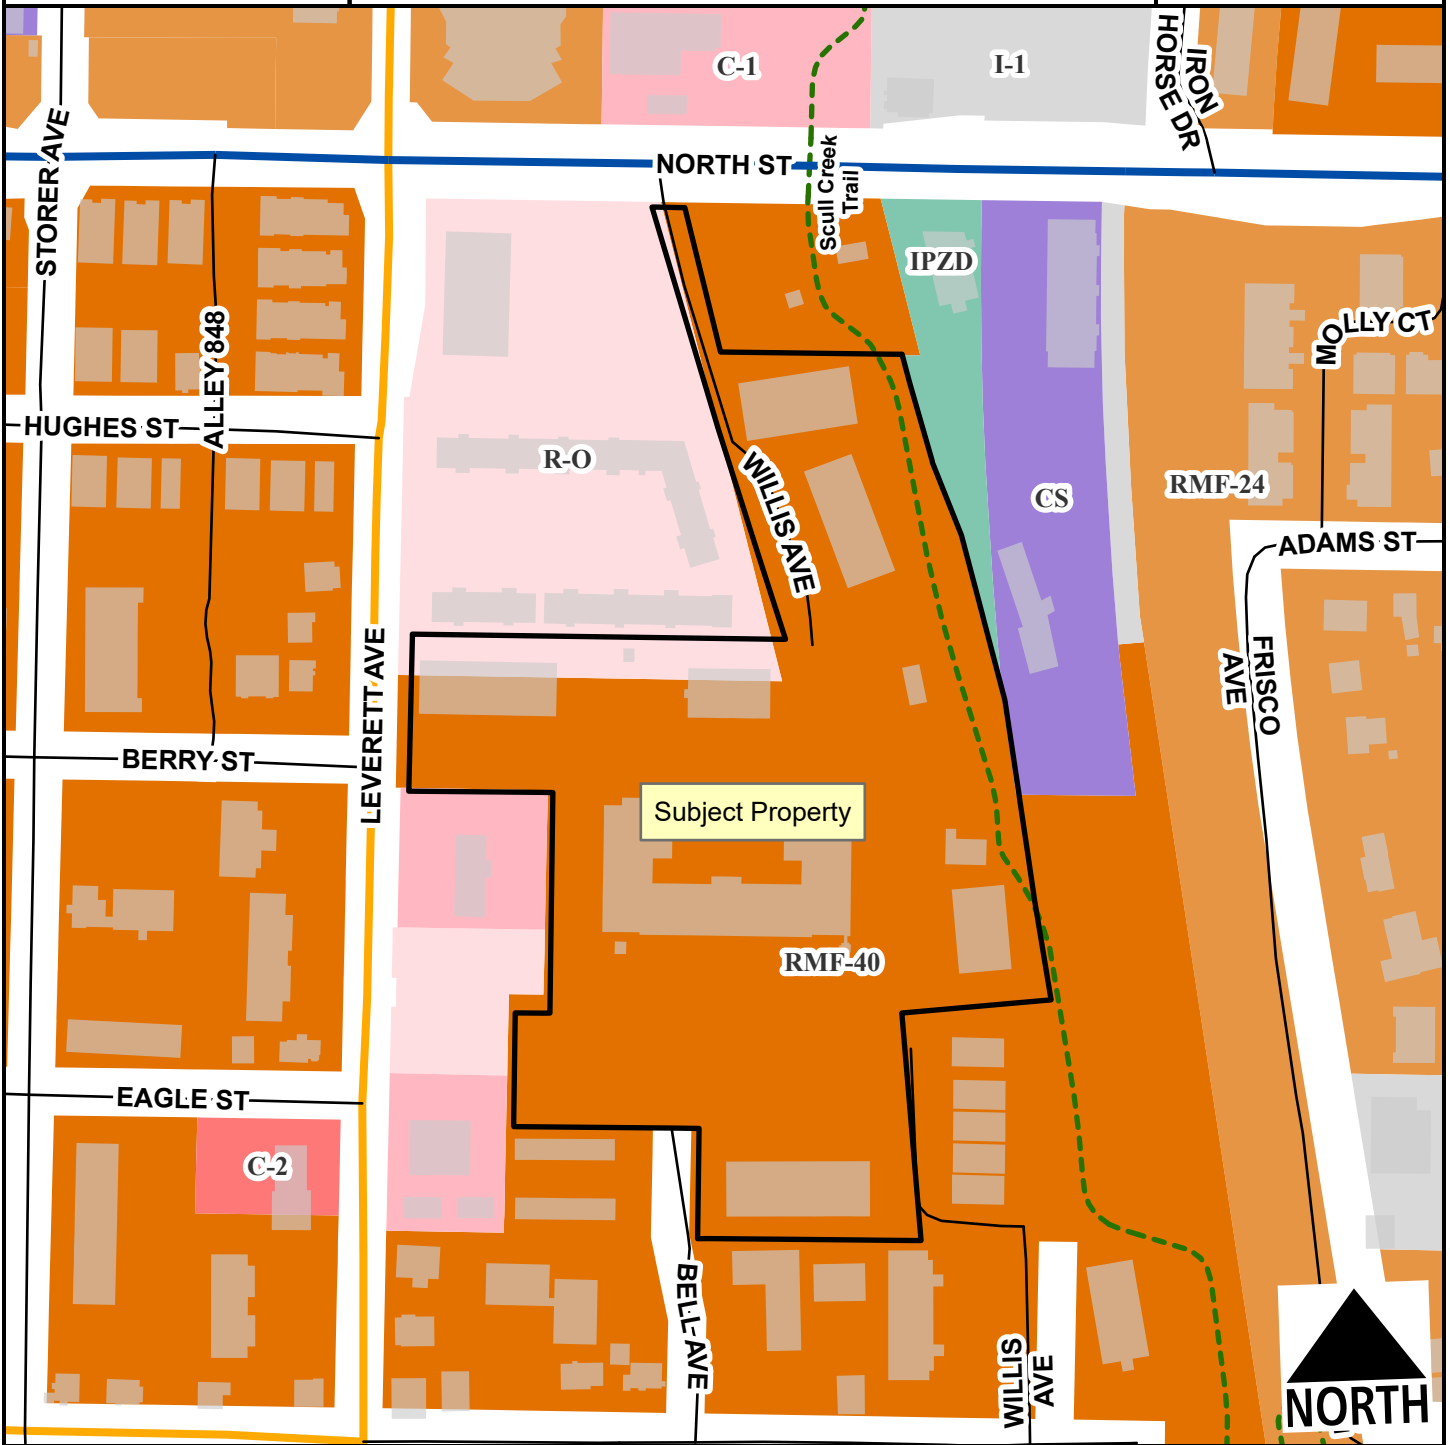 C-1
I-1
IRON
HORSE DR
STORER AVE
NORTH ST
Scull Creek
Trail
IPZD
ALLEY 848
MOLLY CT
HUGHES ST
R-O
WILLIS AVE
CS
RMF-24
ADAMS ST
LEVERETT AVE
FRISCO
AVE
BERRY ST
Subject Property
RMF-40
EAGLE ST
C-2
BELL AVE
WILLIS
AVE
NORTH